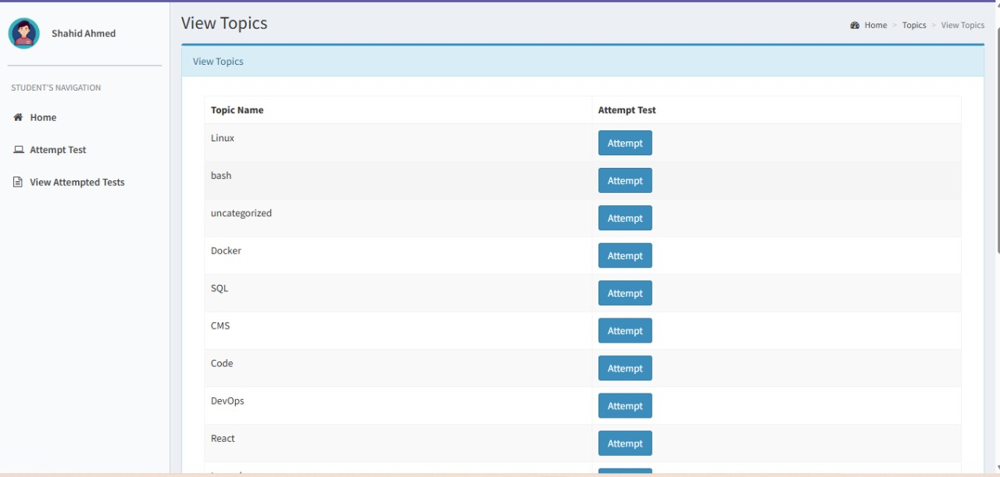 View Topics
Home > Topics > View Topics
Shahid Ahmed
STUDENT'S NAVIGATION
Home
Attempt Test
View Attempted Tests
View Topics
Topic Name Attempt Test
Linux Attempt
bash Attempt
uncategorized Attempt
Docker Attempt
SQL Attempt
CMS Attempt
Code Attempt
DevOps Attempt
React Attempt